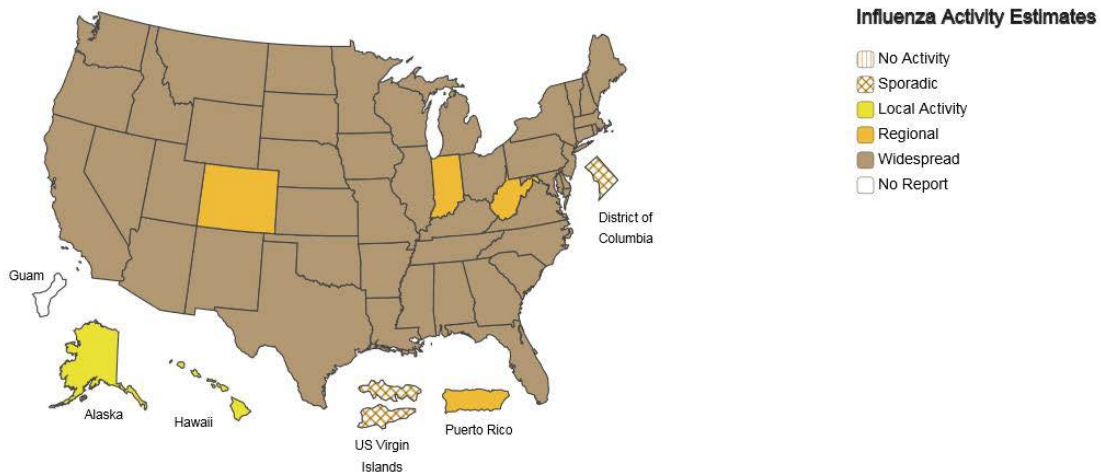 Influenza Activity Estimates
No Activity
Sporadic
Local Activity
Regional
Widespread
No Report
District of
Columbia
Guam
Alaska
Hawaii
US Virgin
Islands
Puerto Rico